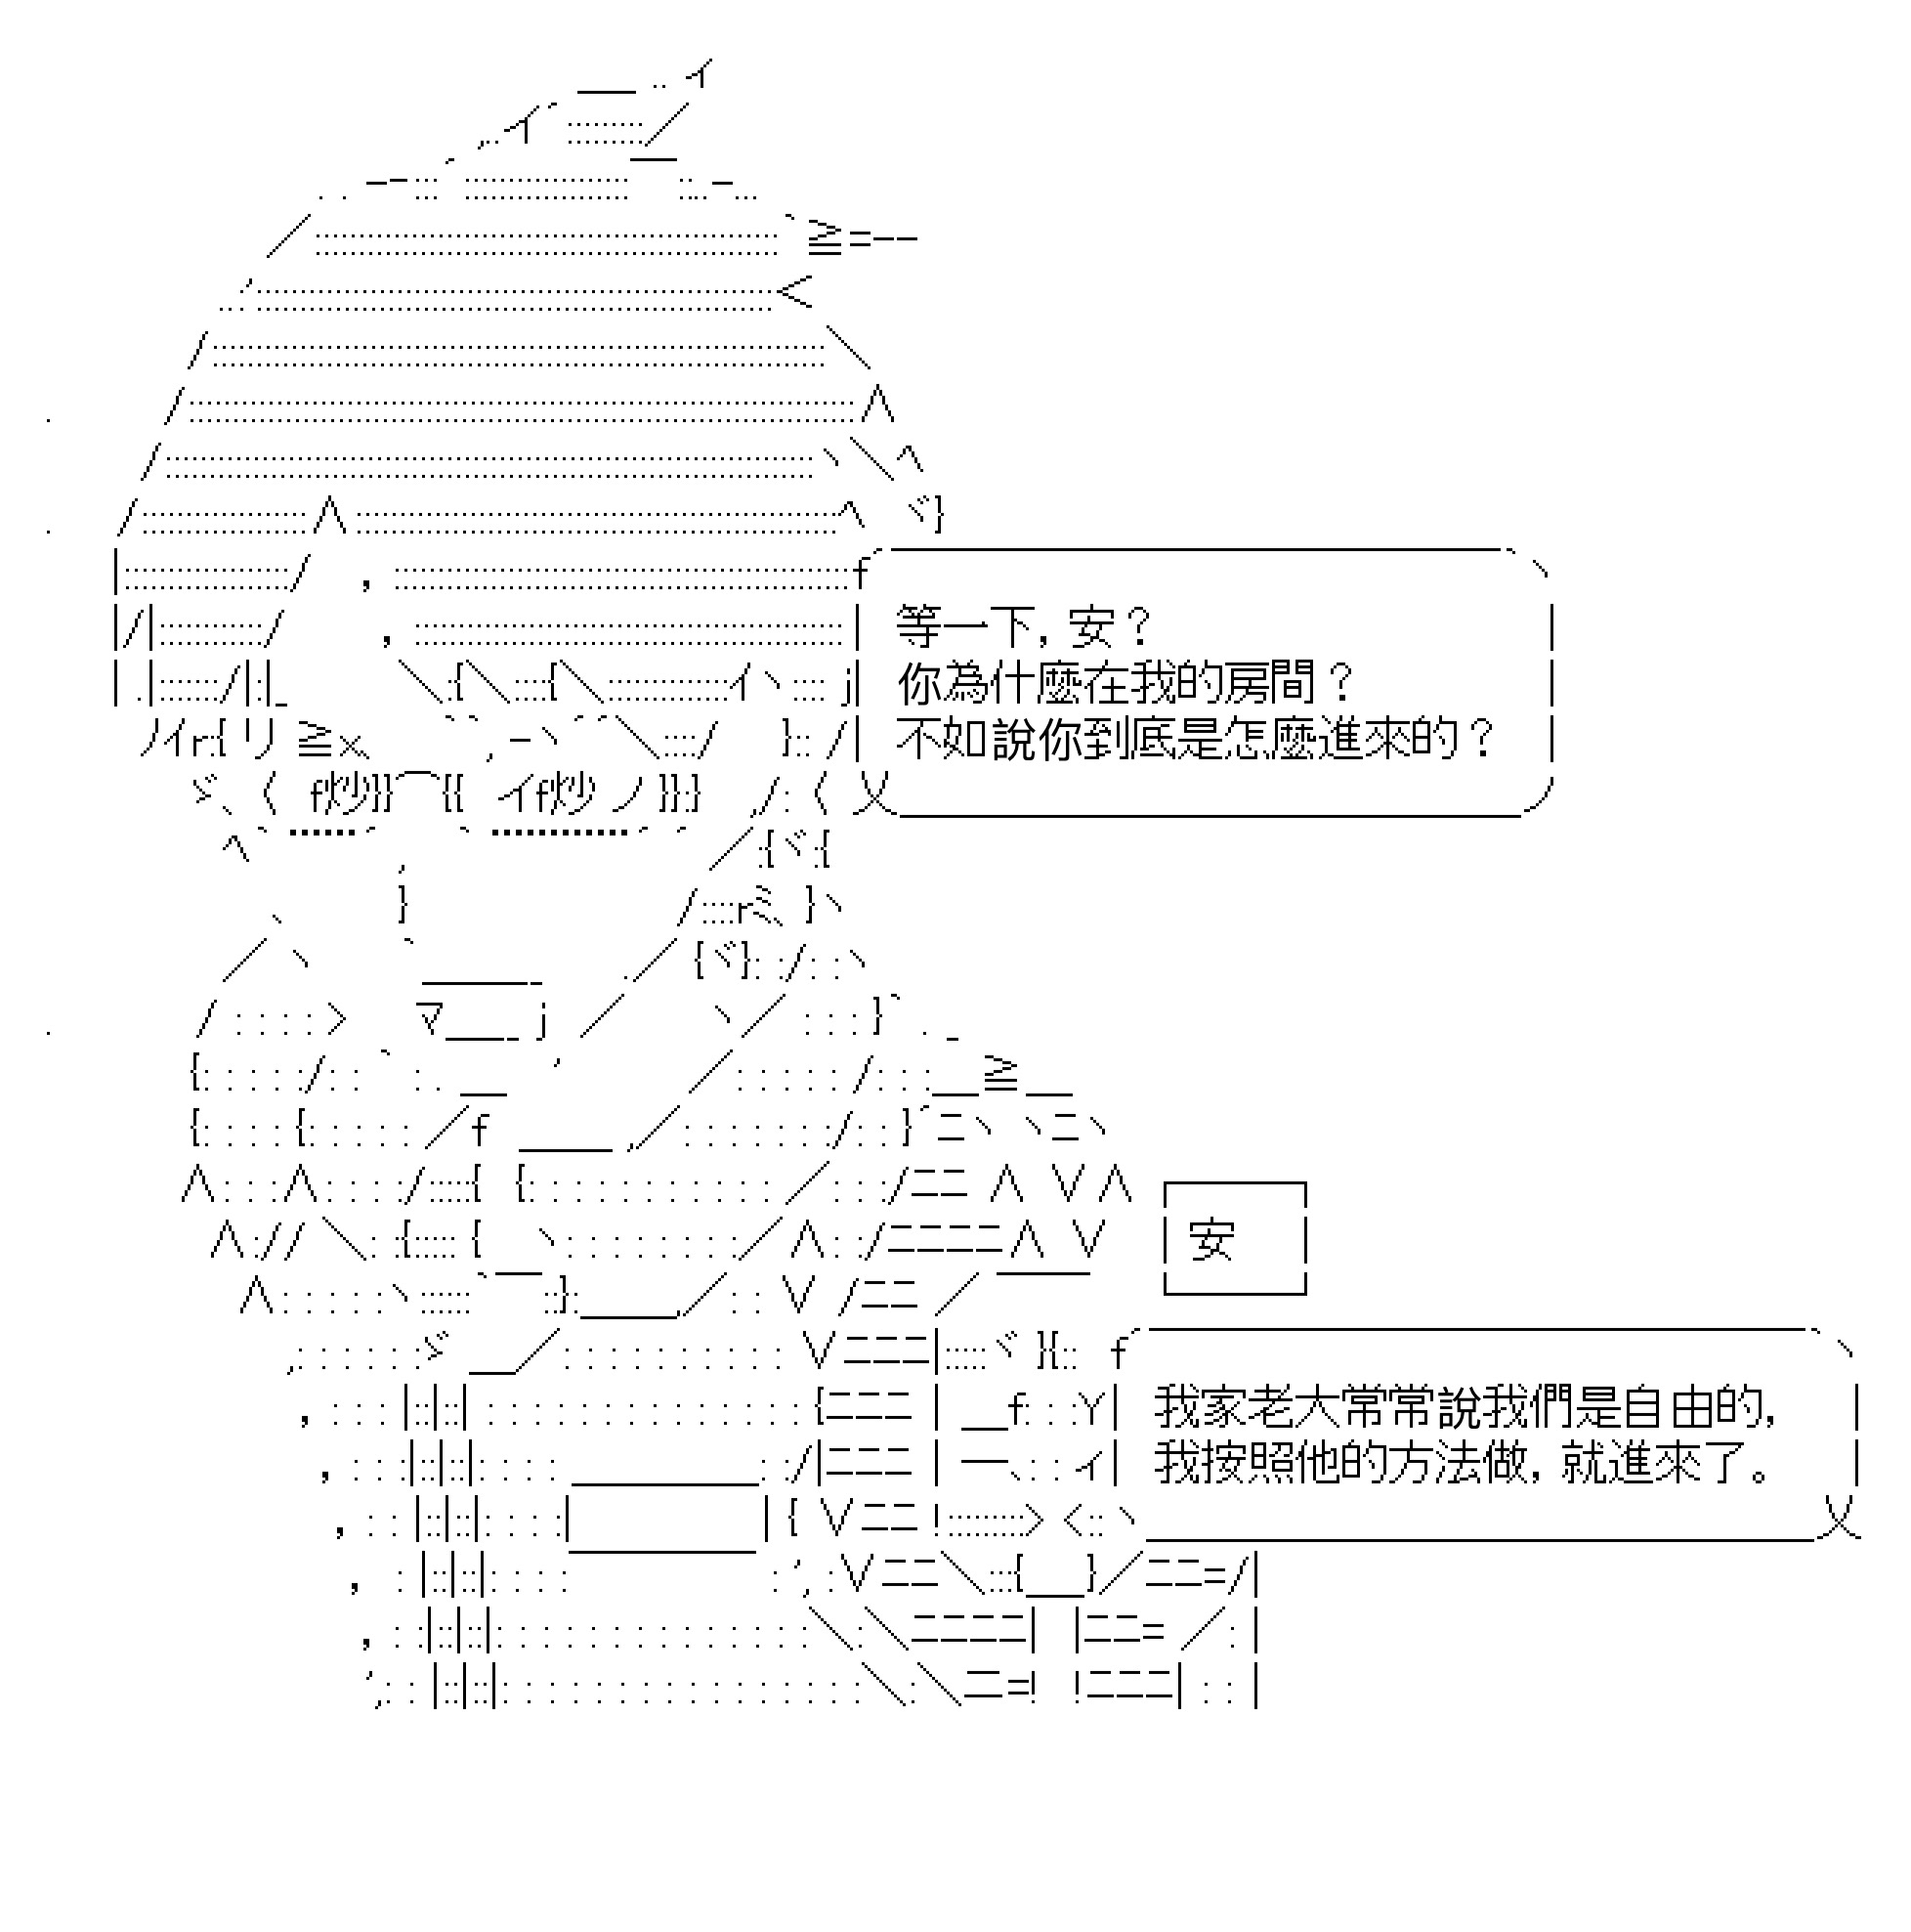 等一下，安？
你為什麼在我的房間？
不如說你到底是怎麼進來的？
安
我家老大常常說我們是自由的，
我按照他的方法做，就進來了。